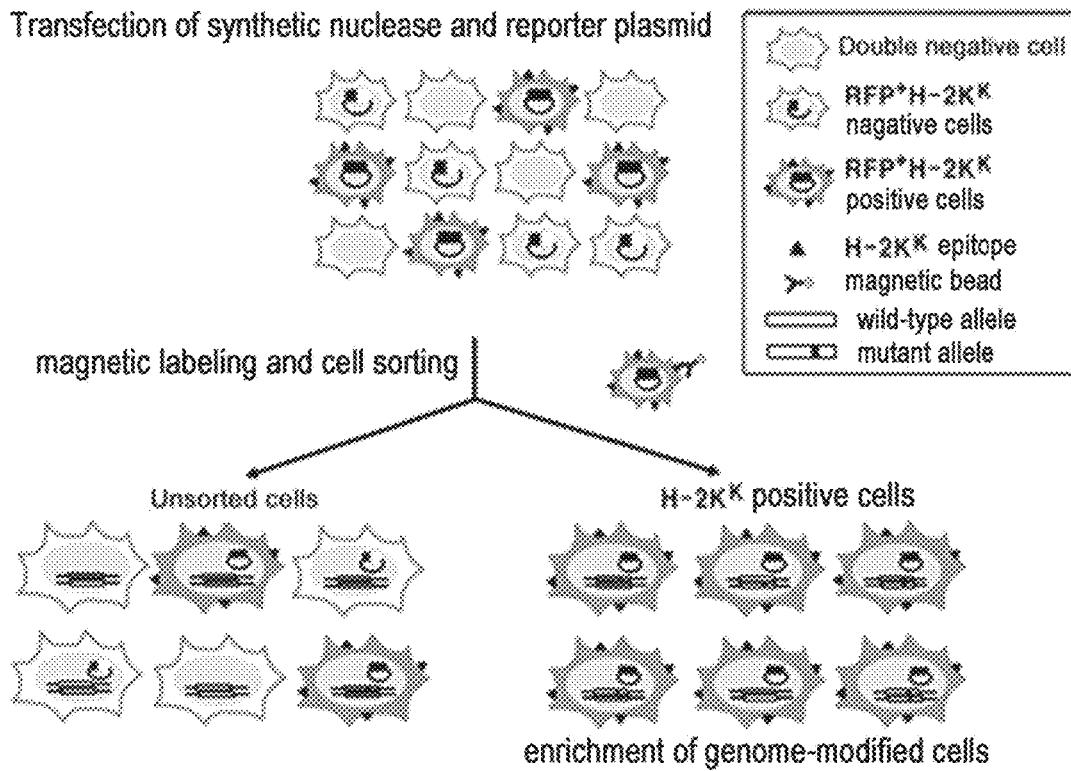 Transfection of synthetic nuclease and reporter plasmid
Double negative cell
RFP⁺H-2Kᴷ
nagative cells
RFP⁺H-2Kᴷ
positive cells
H-2Kᴷ epitope
magnetic bead
wild-type allele
mutant allele
magnetic labeling and cell sorting
Unsorted cells
H-2Kᴷ positive cells
enrichment of genome-modified cells